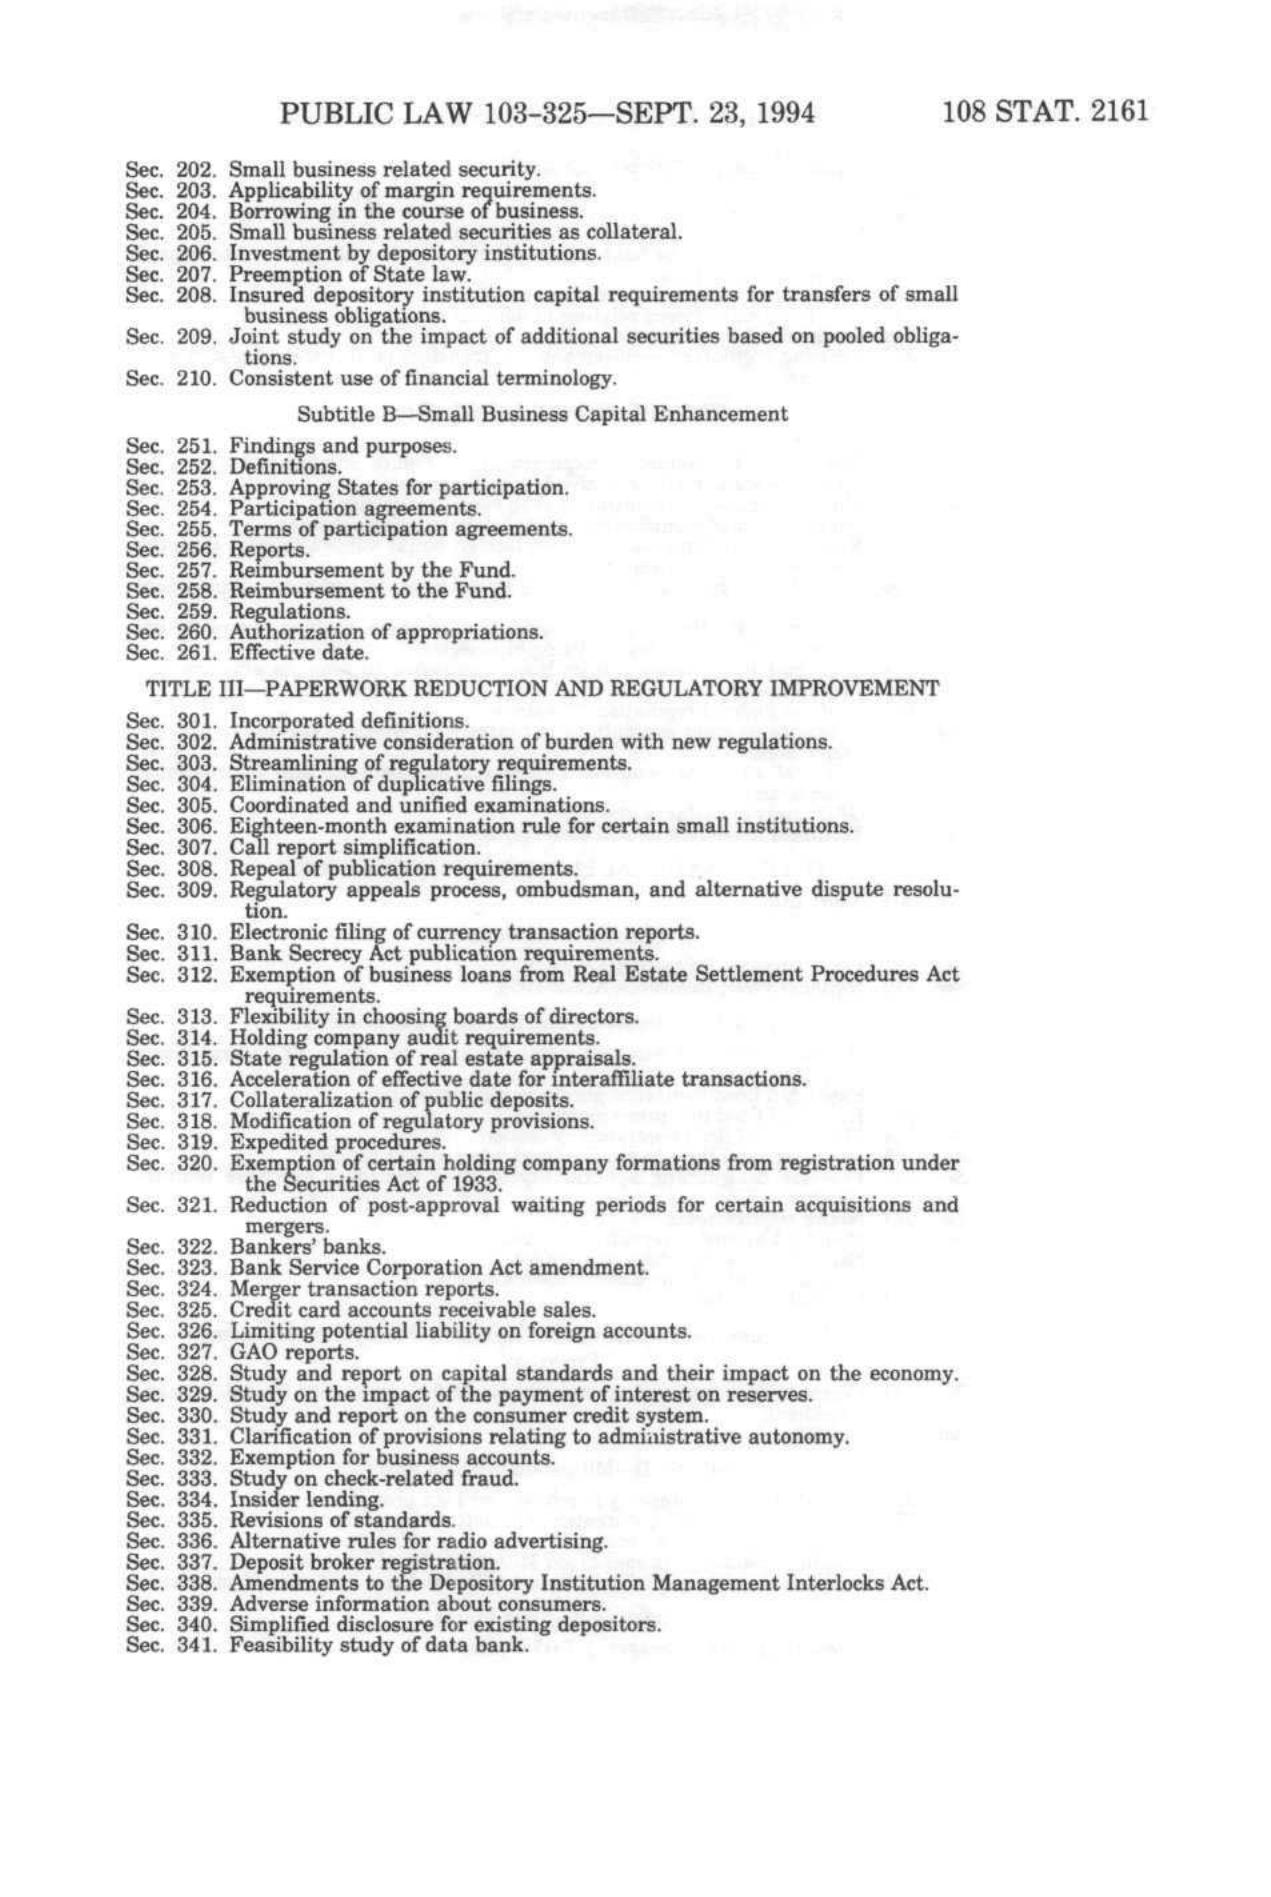 PUBLIC LAW 103-325—SEPT. 23, 1994 108 STAT. 2161
Sec. 202. Small business related security.
Sec. 203. Applicability of margin requirements.
Sec. 204. Borrowing in the course of business.
Sec. 205. Small business related securities as collateral.
Sec. 206. Investment by depository institutions.
Sec. 207. Preemption of State law.
Sec. 208. Insured depository institution capital requirements for transfers of small
business obligations.
Sec. 209. Joint study on the impact of additional securities based on pooled obliga-
tions.
Sec. 210. Consistent use of financial terminology.
Subtitle B—Small Business Capital Enhancement
Sec. 251. Findings and purposes.
Sec. 252. Definitions.
Sec. 253. Approving States for participation.
Sec. 254. Participation agreements.
Sec. 255. Terms of participation agreements.
Sec. 256. Reports.
Sec. 257. Reimbursement by the Fund.
Sec. 258. Reimbursement to the Fund.
Sec. 259. Regulations.
Sec. 260. Authorization of appropriations.
Sec. 261. Effective date.
TITLE III—PAPERWORK REDUCTION AND REGULATORY IMPROVEMENT
Sec. 301. Incorporated definitions.
Sec. 302. Administrative consideration of burden with new regulations.
Sec. 303. Streamlining of regulatory requirements.
Sec. 304. Elimination of duplicative filings.
Sec. 305. Coordinated and unified examinations.
Sec. 306. Eighteen-month examination rule for certain small institutions.
Sec. 307. Call report simplification.
Sec. 308. Repeal of publication requirements.
Sec. 309. Regulatory appeals process, ombudsman, and alternative dispute resolu-
tion.
Sec. 310. Electronic filing of currency transaction reports.
Sec. 311. Bank Secrecy Act publication requirements.
Sec. 312. Exemption of business loans from Real Estate Settlement Procedures Act
requirements.
Sec. 313. Flexibility in choosing boards of directors.
Sec. 314. Holding company audit requirements.
Sec. 315. State regulation of real estate appraisals.
Sec. 316. Acceleration of effective date for interaffiliate transactions.
Sec. 317. Collateralization of public deposits.
Sec. 318. Modification of regulatory provisions.
Sec. 319. Expedited procedures.
Sec. 320. Exemption of certain holding company formations from registration under
the Securities Act of 1933.
Sec. 321. Reduction of post-approval waiting periods for certain acquisitions and
mergers.
Sec. 322. Bankers' banks.
Sec. 323. Bank Service Corporation Act amendment.
Sec. 324. Merger transaction reports.
Sec. 325. Credit card accounts receivable sales.
Sec. 326. Limiting potential liability on foreign accounts.
Sec. 327. GAO reports.
Sec. 328. Study and report on capital standards and their impact on the economy.
Sec. 329. Study on the impact of the payment of interest on reserves.
Sec. 330. Study and report on the consumer credit system.
Sec. 331. Clarification of provisions relating to administrative autonomy.
Sec. 332. Exemption for business accounts.
Sec. 333. Study on check-related fraud.
Sec. 334. Insider lending.
Sec. 335. Revisions of standards.
Sec. 336. Alternative rules for radio advertising.
Sec. 337. Deposit broker registration.
Sec. 338. Amendments to the Depository Institution Management Interlocks Act.
Sec. 339. Adverse information about consumers.
Sec. 340. Simplified disclosure for existing depositors.
Sec. 341. Feasibility study of data bank.